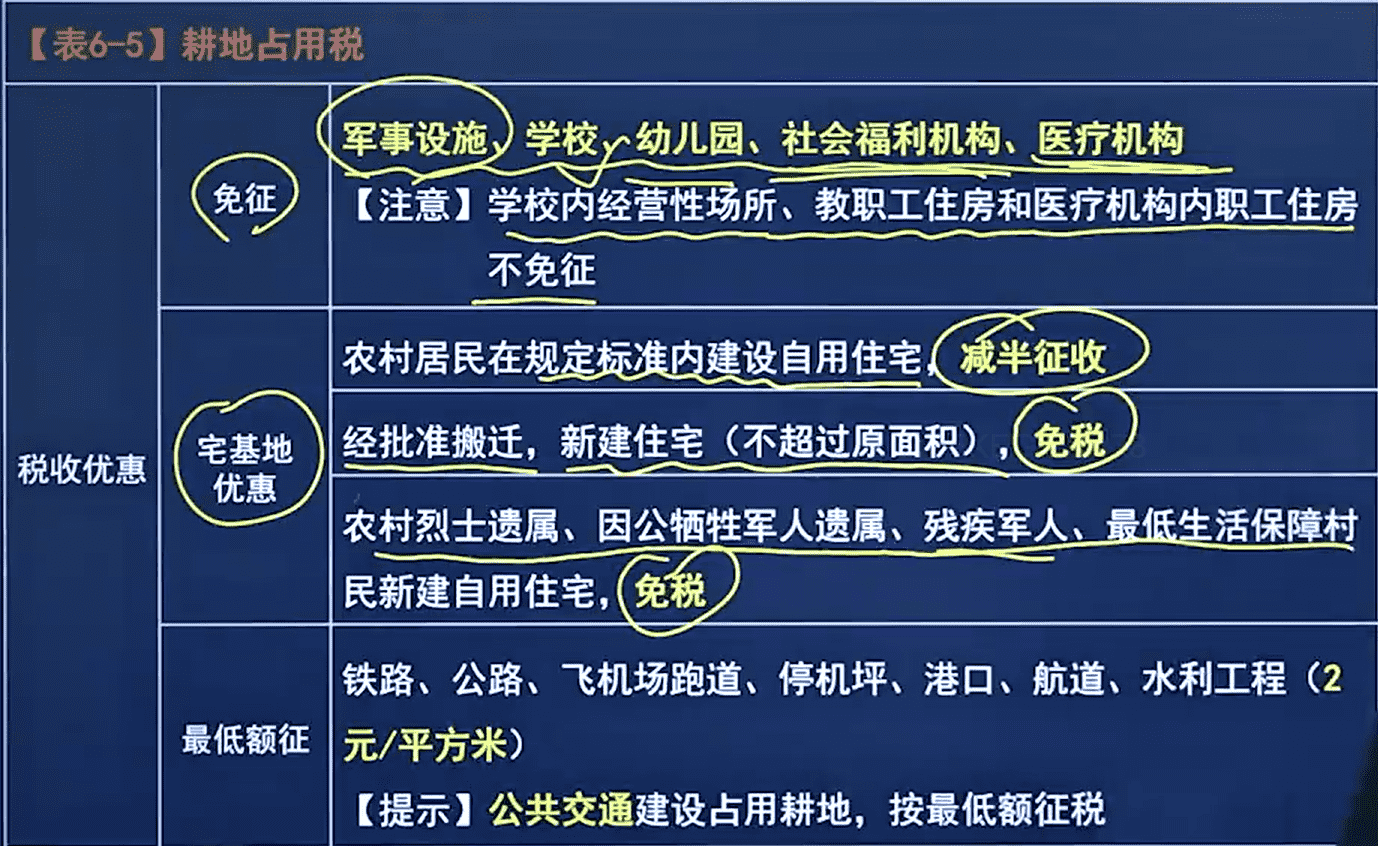 【表6-5】耕地占用税
税收优惠
免征
军事设施、学校、幼儿园、社会福利机构、医疗机构
【注意】学校内经营性场所、教职工住房和医疗机构内职工住房
不免征
宅基地
优惠
农村居民在规定标准内建设自用住宅，减半征收
经批准搬迁，新建住宅（不超过原面积），免税
农村烈士遗属、因公牺牲军人遗属、残疾军人、最低生活保障村
民新建自用住宅，免税
最低额征
铁路、公路、飞机场跑道、停机坪、港口、航道、水利工程（2
元/平方米）
【提示】公共交通建设占用耕地，按最低额征税